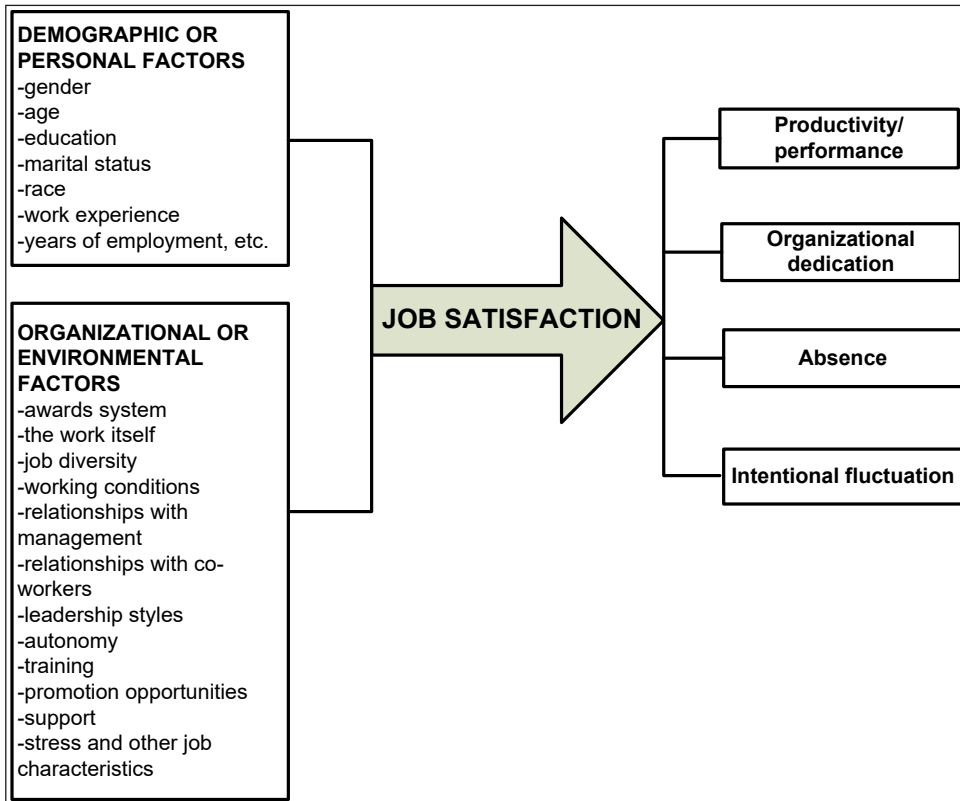 DEMOGRAPHIC OR
PERSONAL FACTORS
-gender
-age
-education
-marital status
-race
-work experience
-years of employment, etc.
ORGANIZATIONAL OR
ENVIRONMENTAL
FACTORS
-awards system
-the work itself
-job diversity
-working conditions
-relationships with
management
-relationships with co-
workers
-leadership styles
-autonomy
-training
-promotion opportunities
-support
-stress and other job
characteristics
JOB SATISFACTION
Productivity/
performance
Organizational
dedication
Absence
Intentional fluctuation